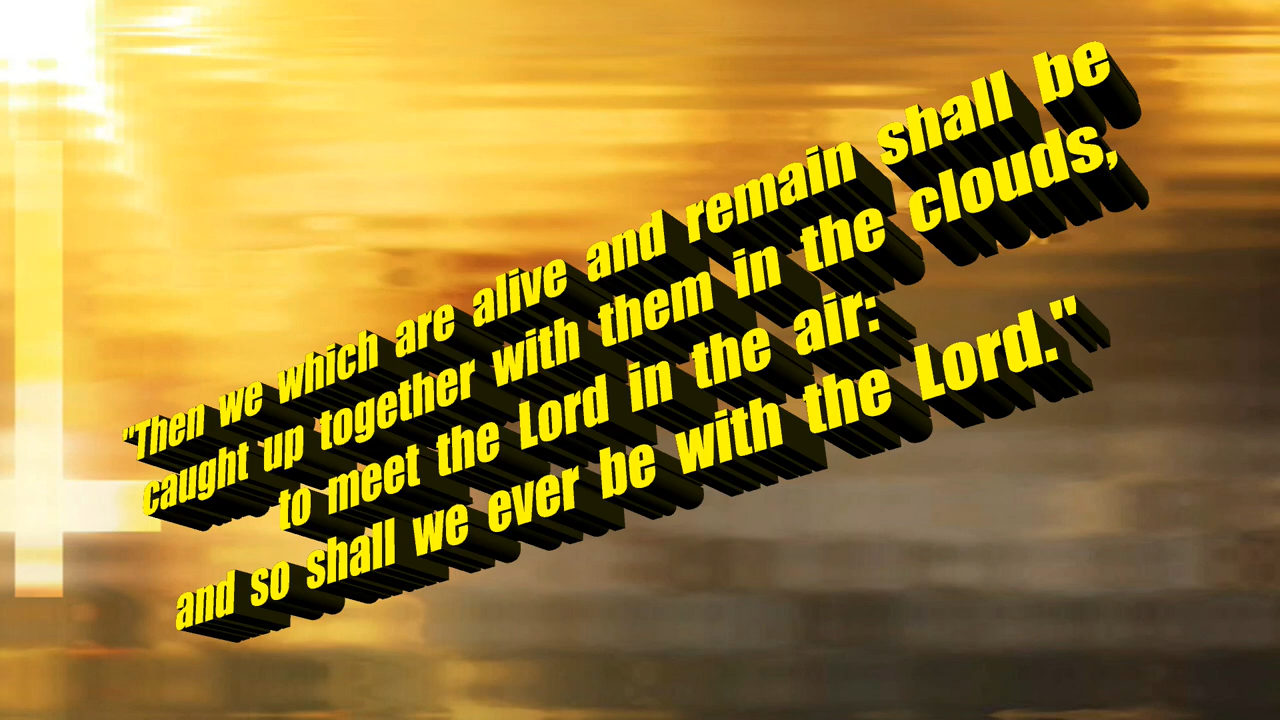 "Then we which are alive and remain shall be
caught up together with them in the clouds,
to meet the Lord in the air:
and so shall we ever be with the Lord."